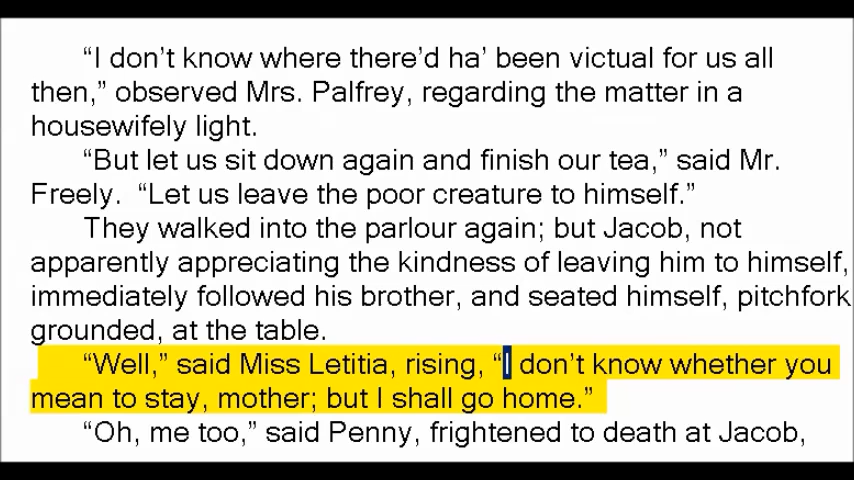 “I don’t know where there’d ha’ been victual for us all
then,” observed Mrs. Palfrey, regarding the matter in a
housewifely light.
“But let us sit down again and finish our tea,” said Mr.
Freely.  “Let us leave the poor creature to himself.”
They walked into the parlour again; but Jacob, not
apparently appreciating the kindness of leaving him to himself,
immediately followed his brother, and seated himself, pitchfork
grounded, at the table.
“Well,” said Miss Letitia, rising, “I don’t know whether you
mean to stay, mother; but I shall go home.”
“Oh, me too,” said Penny, frightened to death at Jacob,